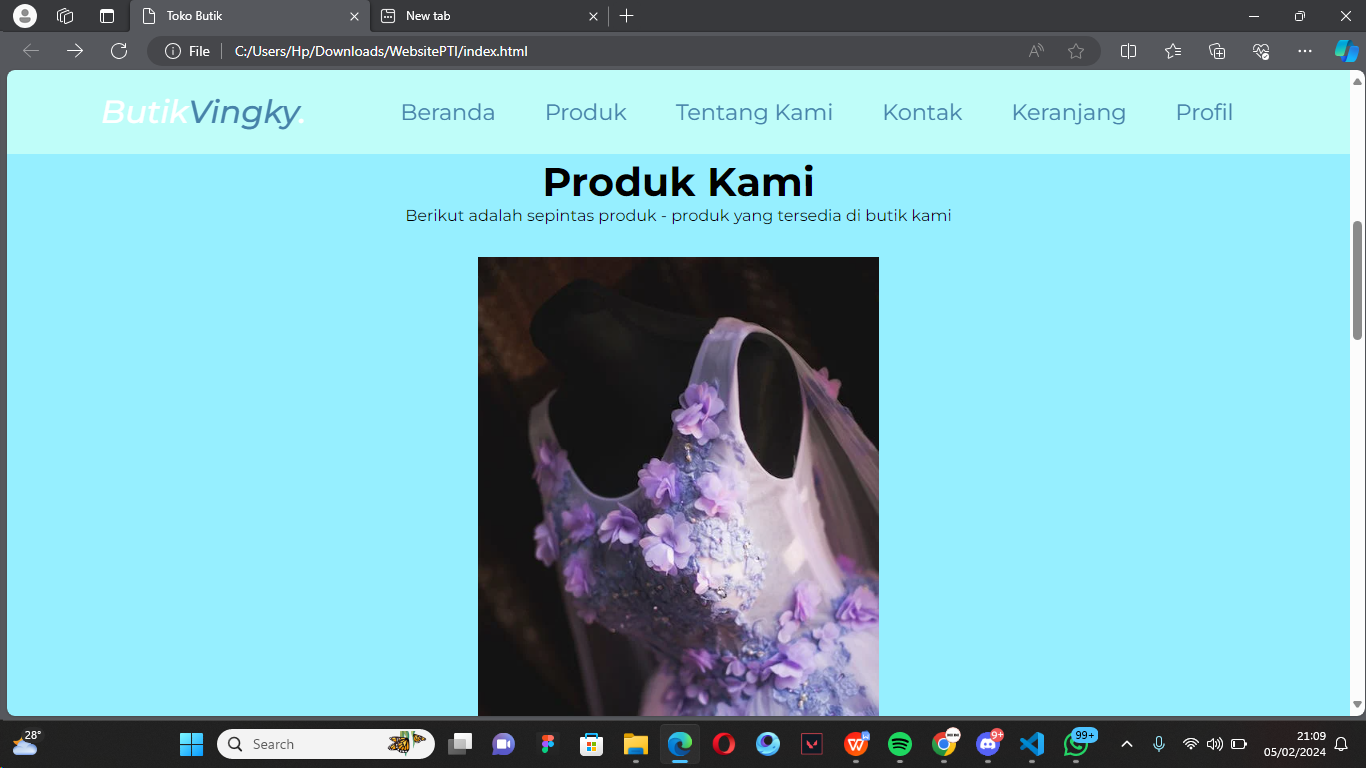 Toko Butik
New tab
File
C:/Users/Hp/Downloads/WebsitePTI/index.html
ButikVingky.
Beranda
Produk
Tentang Kami
Kontak
Keranjang
Profil
Produk Kami
Berikut adalah sepintas produk - produk yang tersedia di butik kami
28°
Search
9+
99+
21:09
05/02/2024